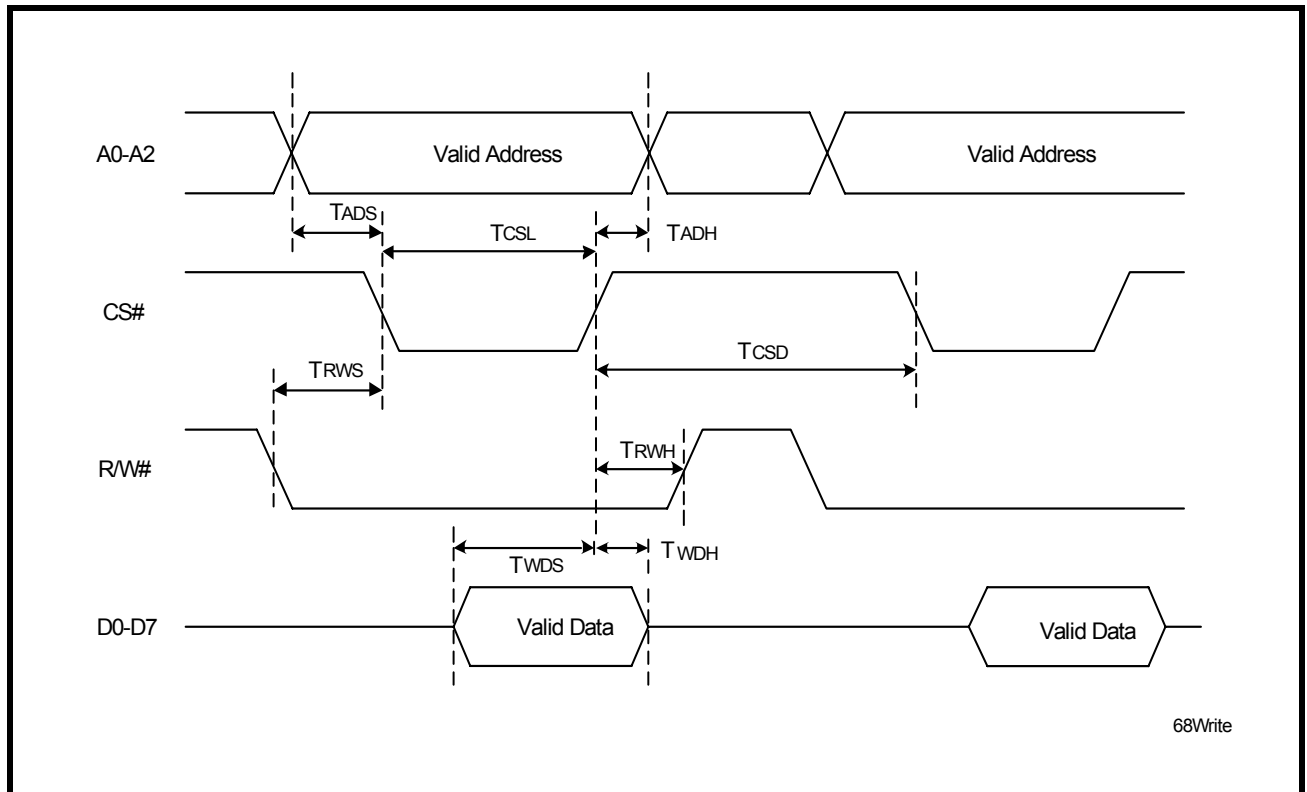 A0-A2
Valid Address
Valid Address
TADS
TCSL
TADH
CS#
TCSD
TRWS
TRWH
R/W#
TWDS
TWDH
D0-D7
Valid Data
Valid Data
68Write